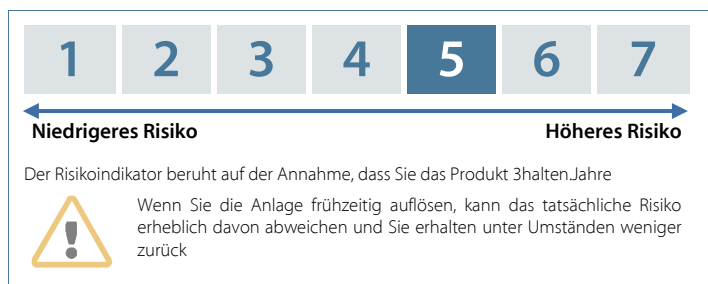 1 2 3 4 5 6 7
Niedrigeres Risiko Höheres Risiko
Der Risikoindikator beruht auf der Annahme, dass Sie das Produkt 3halten.Jahre
Wenn Sie die Anlage frühzeitig auflösen, kann das tatsächliche Risiko
erheblich davon abweichen und Sie erhalten unter Umständen weniger
zurück